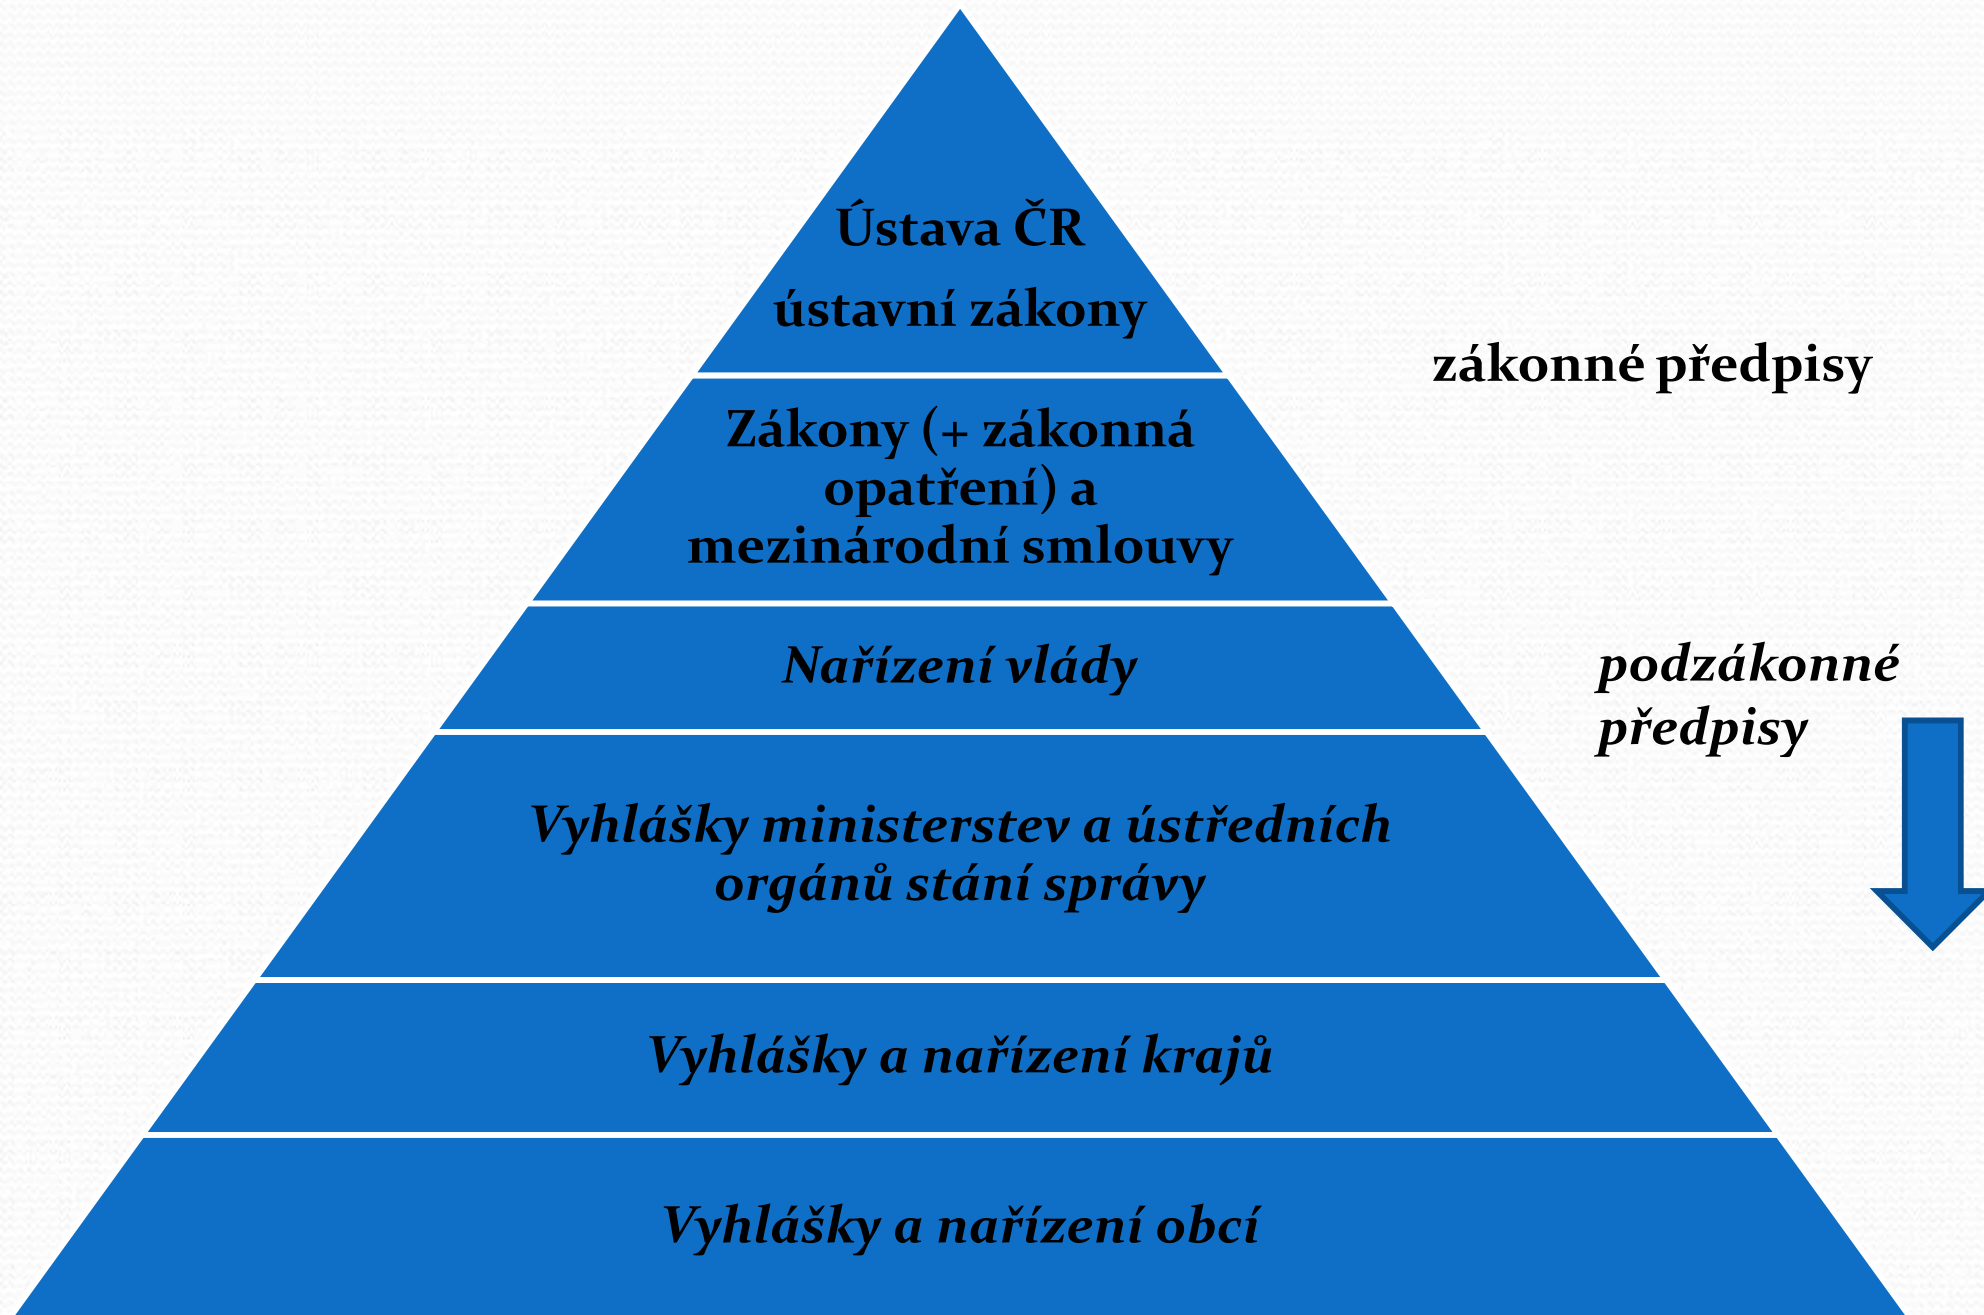 Ústava ČR
ústavní zákony
zákonné předpisy
Zákony (+ zákonná
opatření) a
mezinárodní smlouvy
Nařízení vlády
podzákonné
předpisy
Vyhlášky ministerstev a ústředních
orgánů stání správy
Vyhlášky a nařízení krajů
Vyhlášky a nařízení obcí